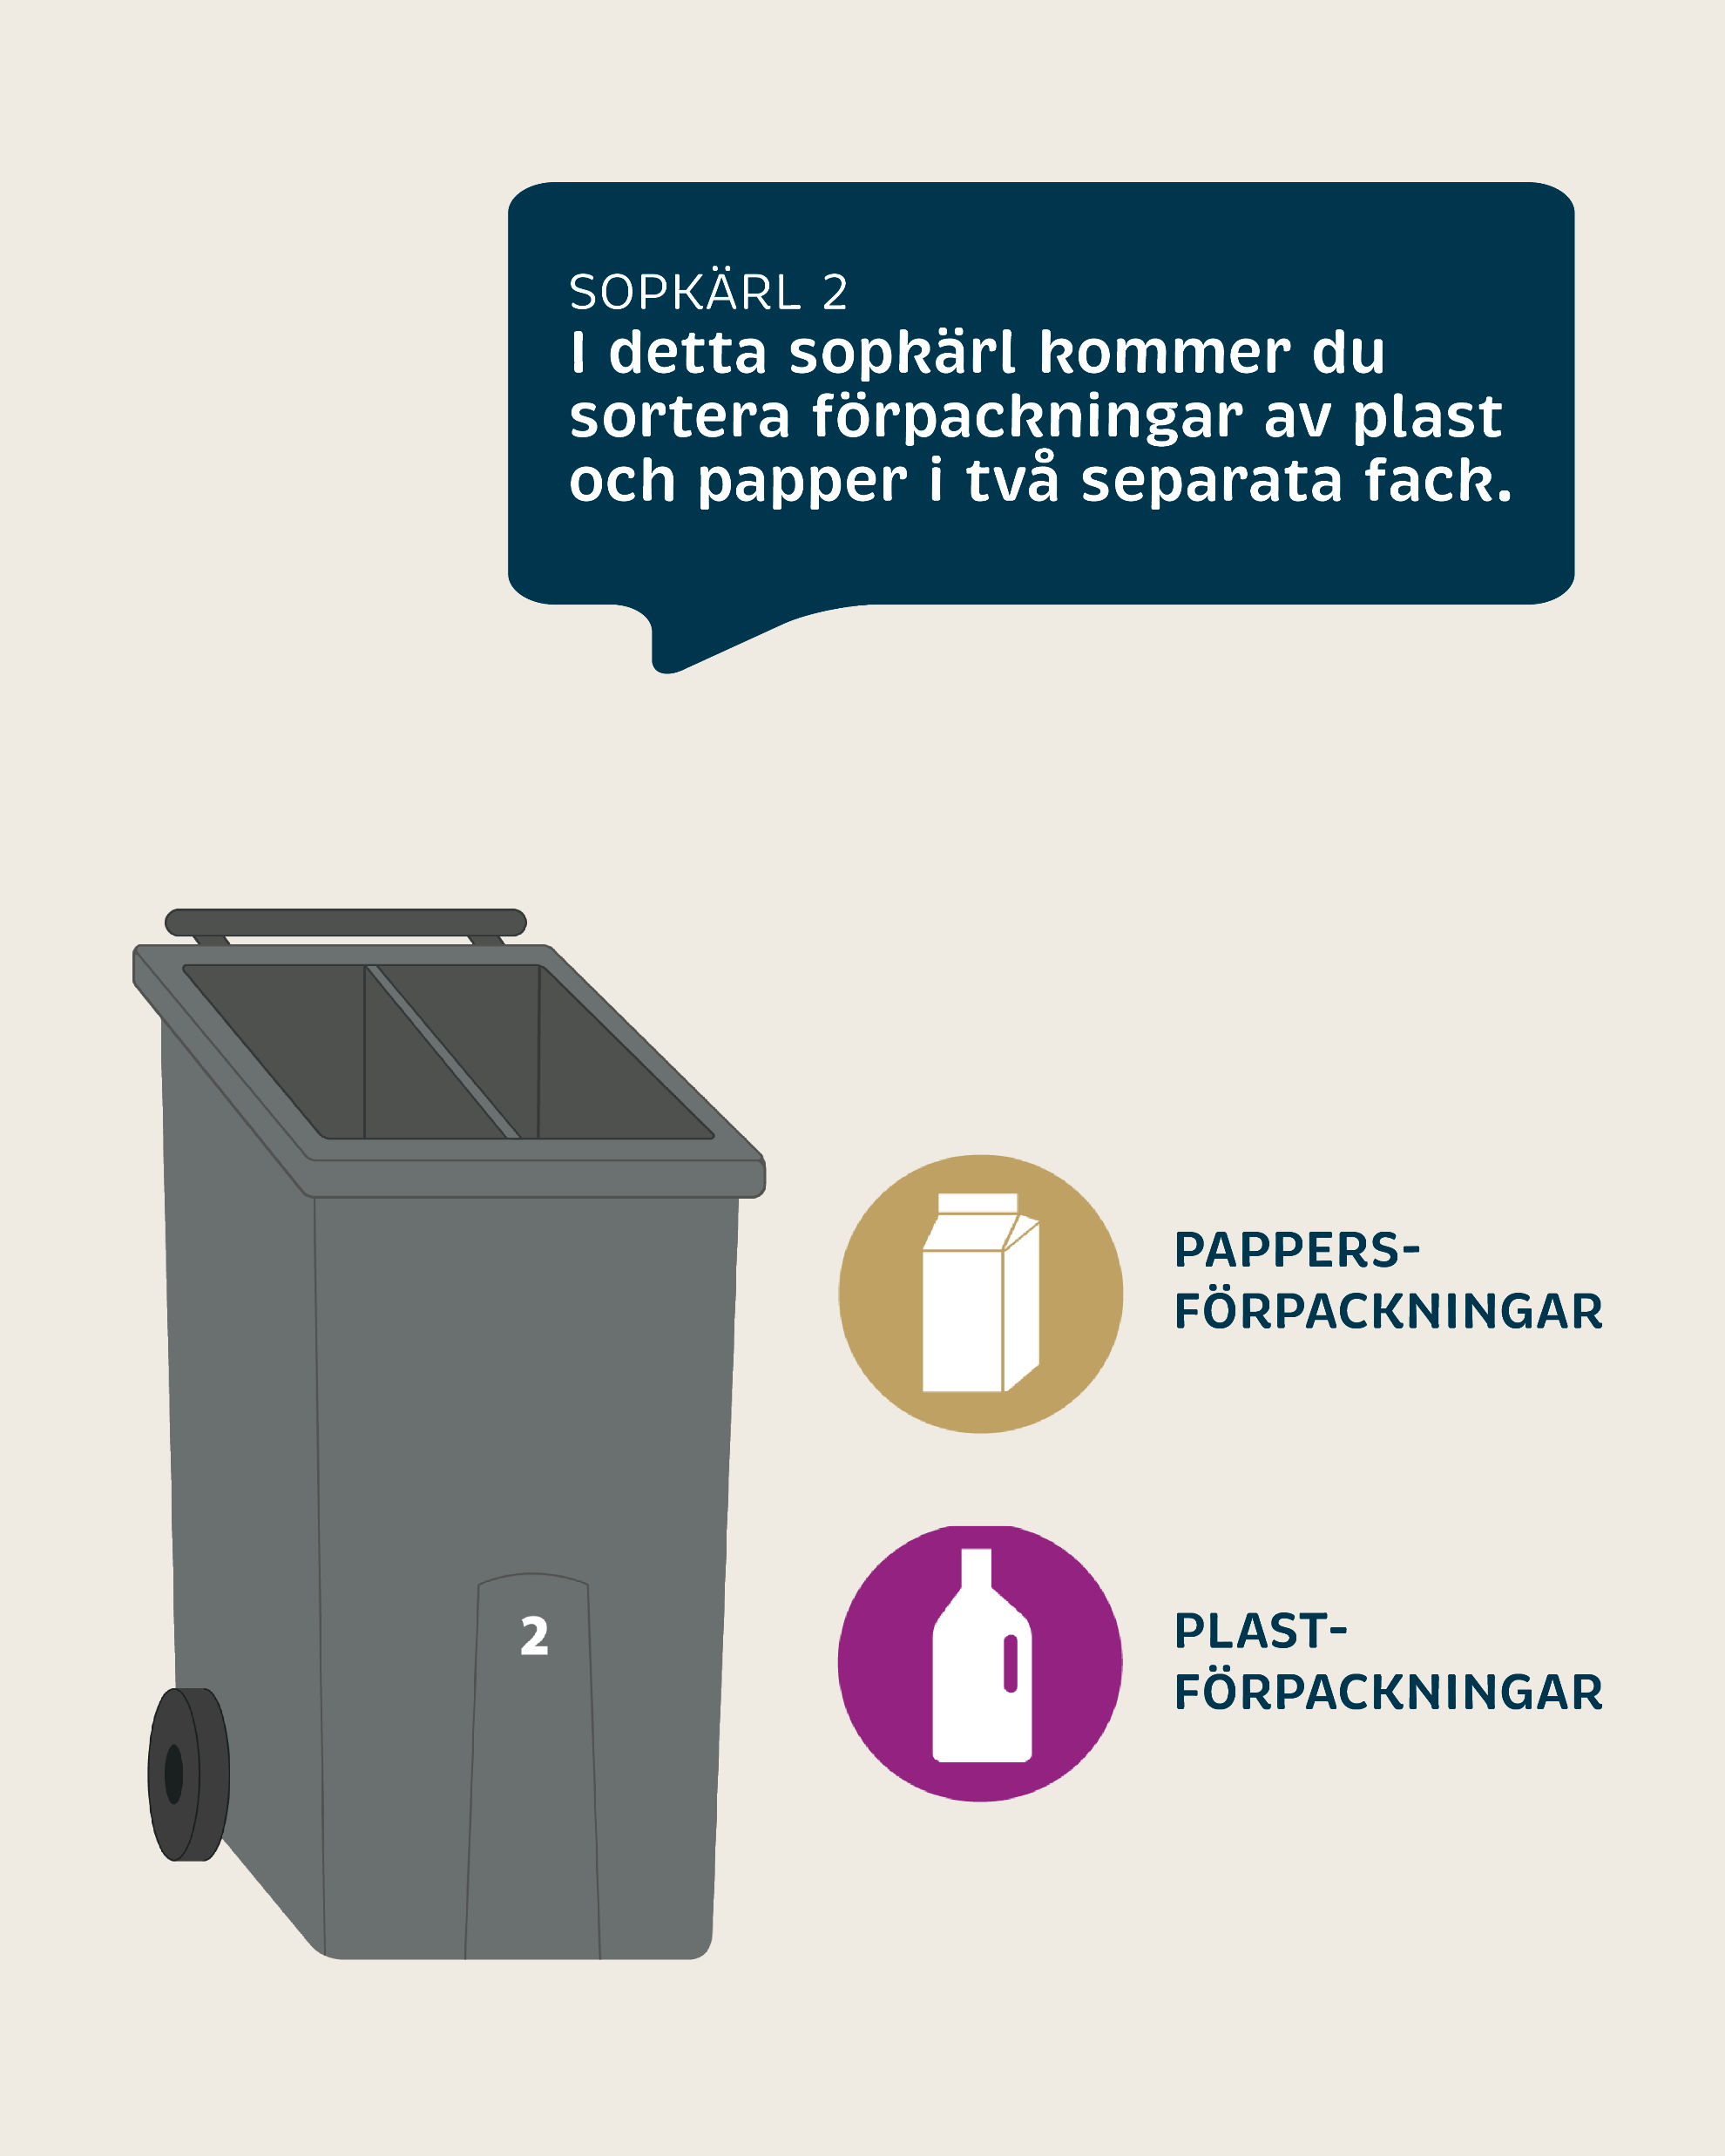 SOPKÄRL 2
I detta sopkärl kommer du
sortera förpackningar av plast
och papper i två separata fack.
PAPPERS-
FÖRPACKNINGAR
2
PLAST-
FÖRPACKNINGAR